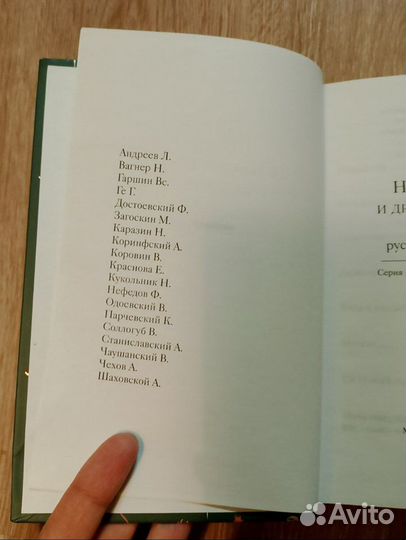 Андреев Л.
Вагнер Н.
Гаршин Вс.
Ге Г.
Достоевский Ф.
Загоскин М.
Каразин Н.
Коринфский А.
Коровин В.
Краснова Е.
Кукольник Н.
Нефедов Ф.
Одоевский В.
Парчевский К.
Соллогуб В.
Станиславский А.
Чаушанский В.
Чехов А.
Шаховской А.
Н
И ДР
рус
Серия
Avito